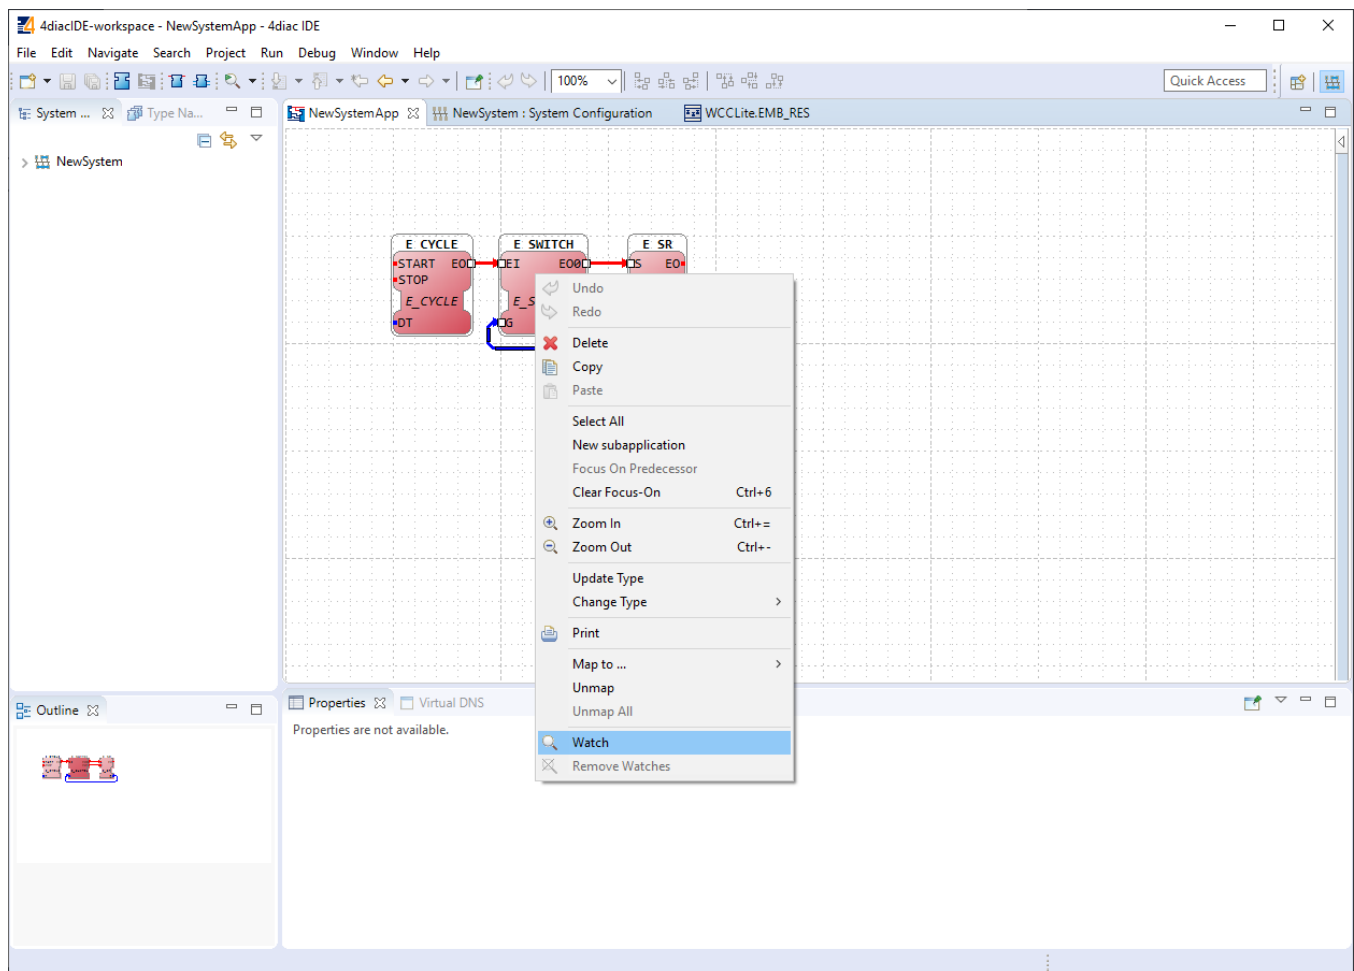 4diacIDE-workspace - NewSystemApp - 4diac IDE
File Edit Navigate Search Project Run Debug Window Help
100%
Quick Access
System ...
Type Na...
NewSystemApp
NewSystem : System Configuration
WCCLite.EMB_RES
NewSystem
E_CYCLE E_SWITCH E_SR
START EO EI EO0 S EO
STOP
E_CYCLE E_S
DT G
Undo
Redo
Delete
Copy
Paste
Select All
New subapplication
Focus On Predecessor
Clear Focus-On Ctrl+6
Zoom In Ctrl+=
Zoom Out Ctrl+-
Update Type
Change Type
Print
Map to ...
Unmap
Unmap All
Watch
Remove Watches
Outline
Properties
Virtual DNS
Properties are not available.